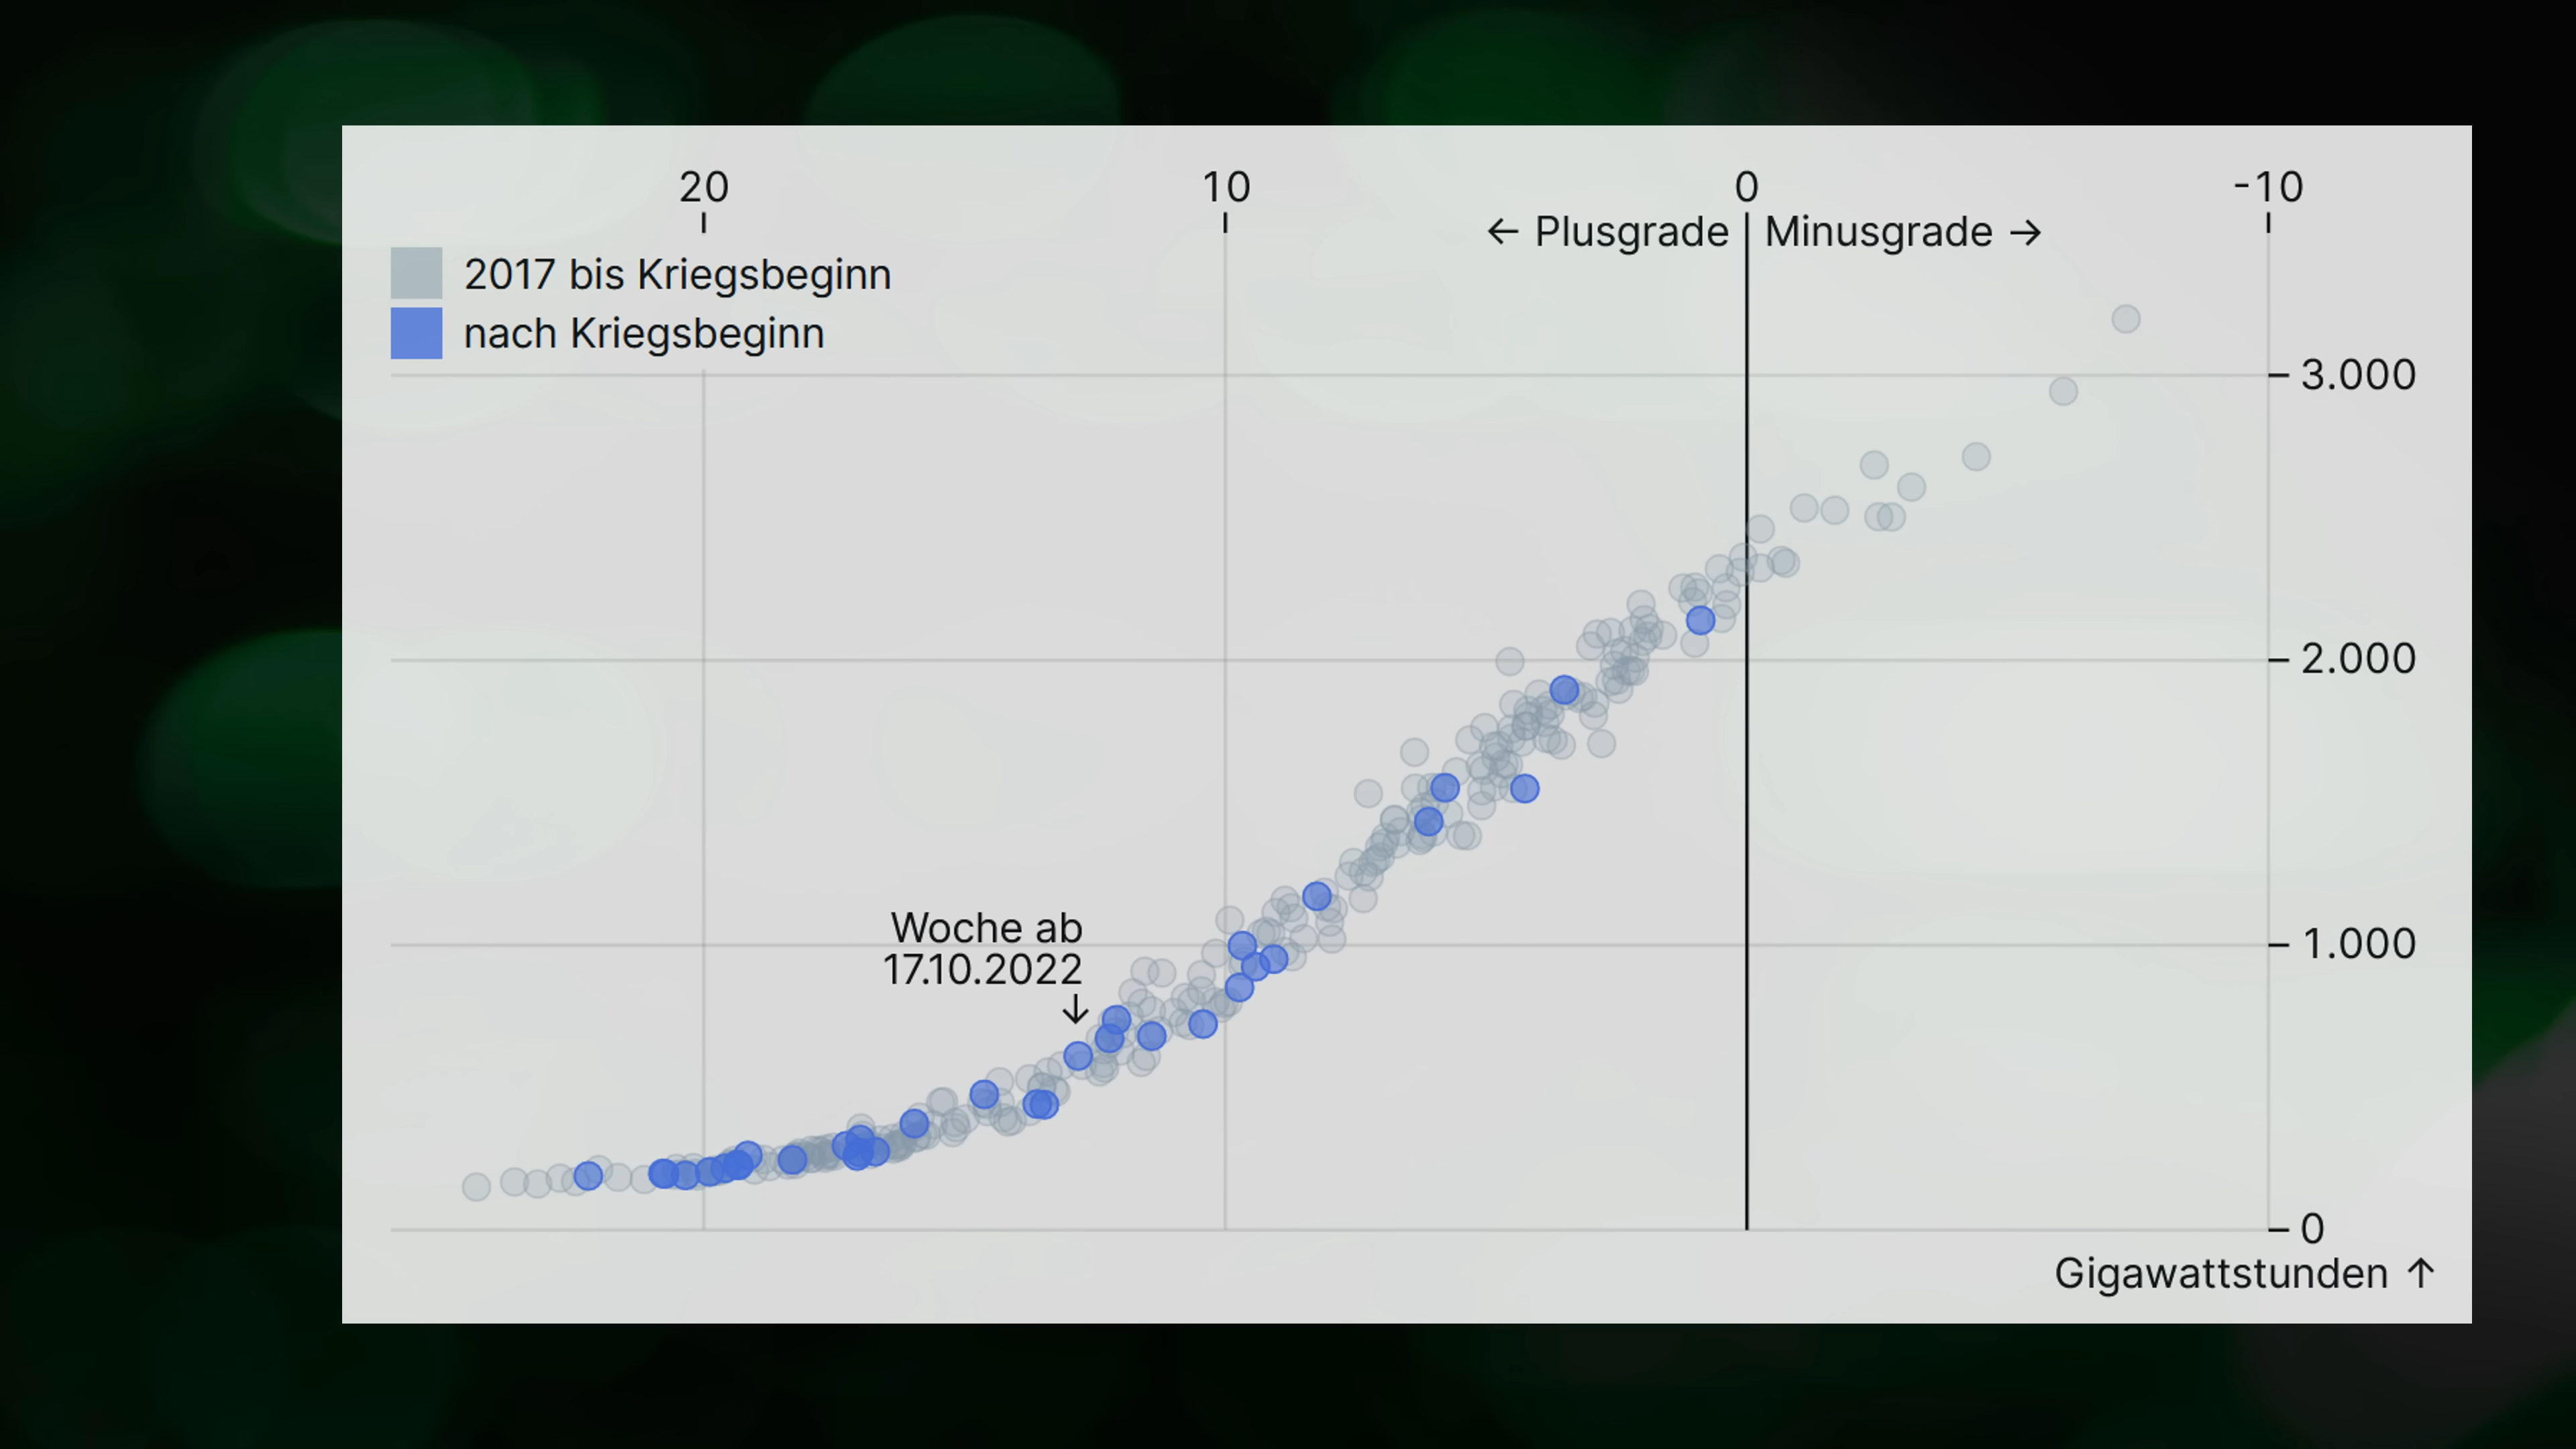 20
10
0
-10
← Plusgrade
Minusgrade →
2017 bis Kriegsbeginn
nach Kriegsbeginn
3.000
2.000
1.000
Woche ab
17.10.2022
↓
0
Gigawattstunden ↑